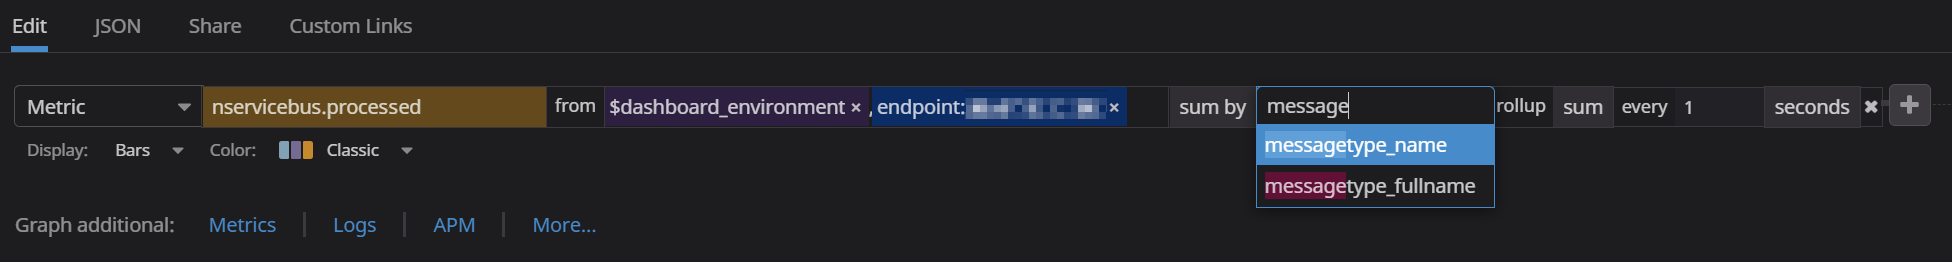 Edit JSON Share Custom Links
Metric nservicebus.processed from $dashboard_environment × , endpoint: × sum by message rollup sum every 1 seconds ✖ +
Display: Bars Color: Classic
messagetype_name
messagetype_fullname
Graph additional: Metrics Logs APM More...